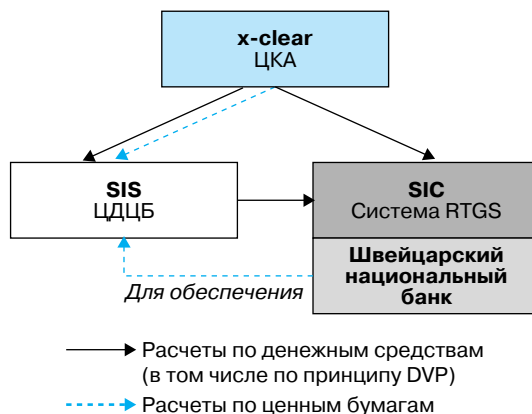 x-clear
ЦКА
SIS
ЦДЦБ
SIC
Система RTGS
Швейцарский
национальный
банк
Для обеспечения
Расчеты по денежным средствам
(в том числе по принципу DVP)
Расчеты по ценным бумагам